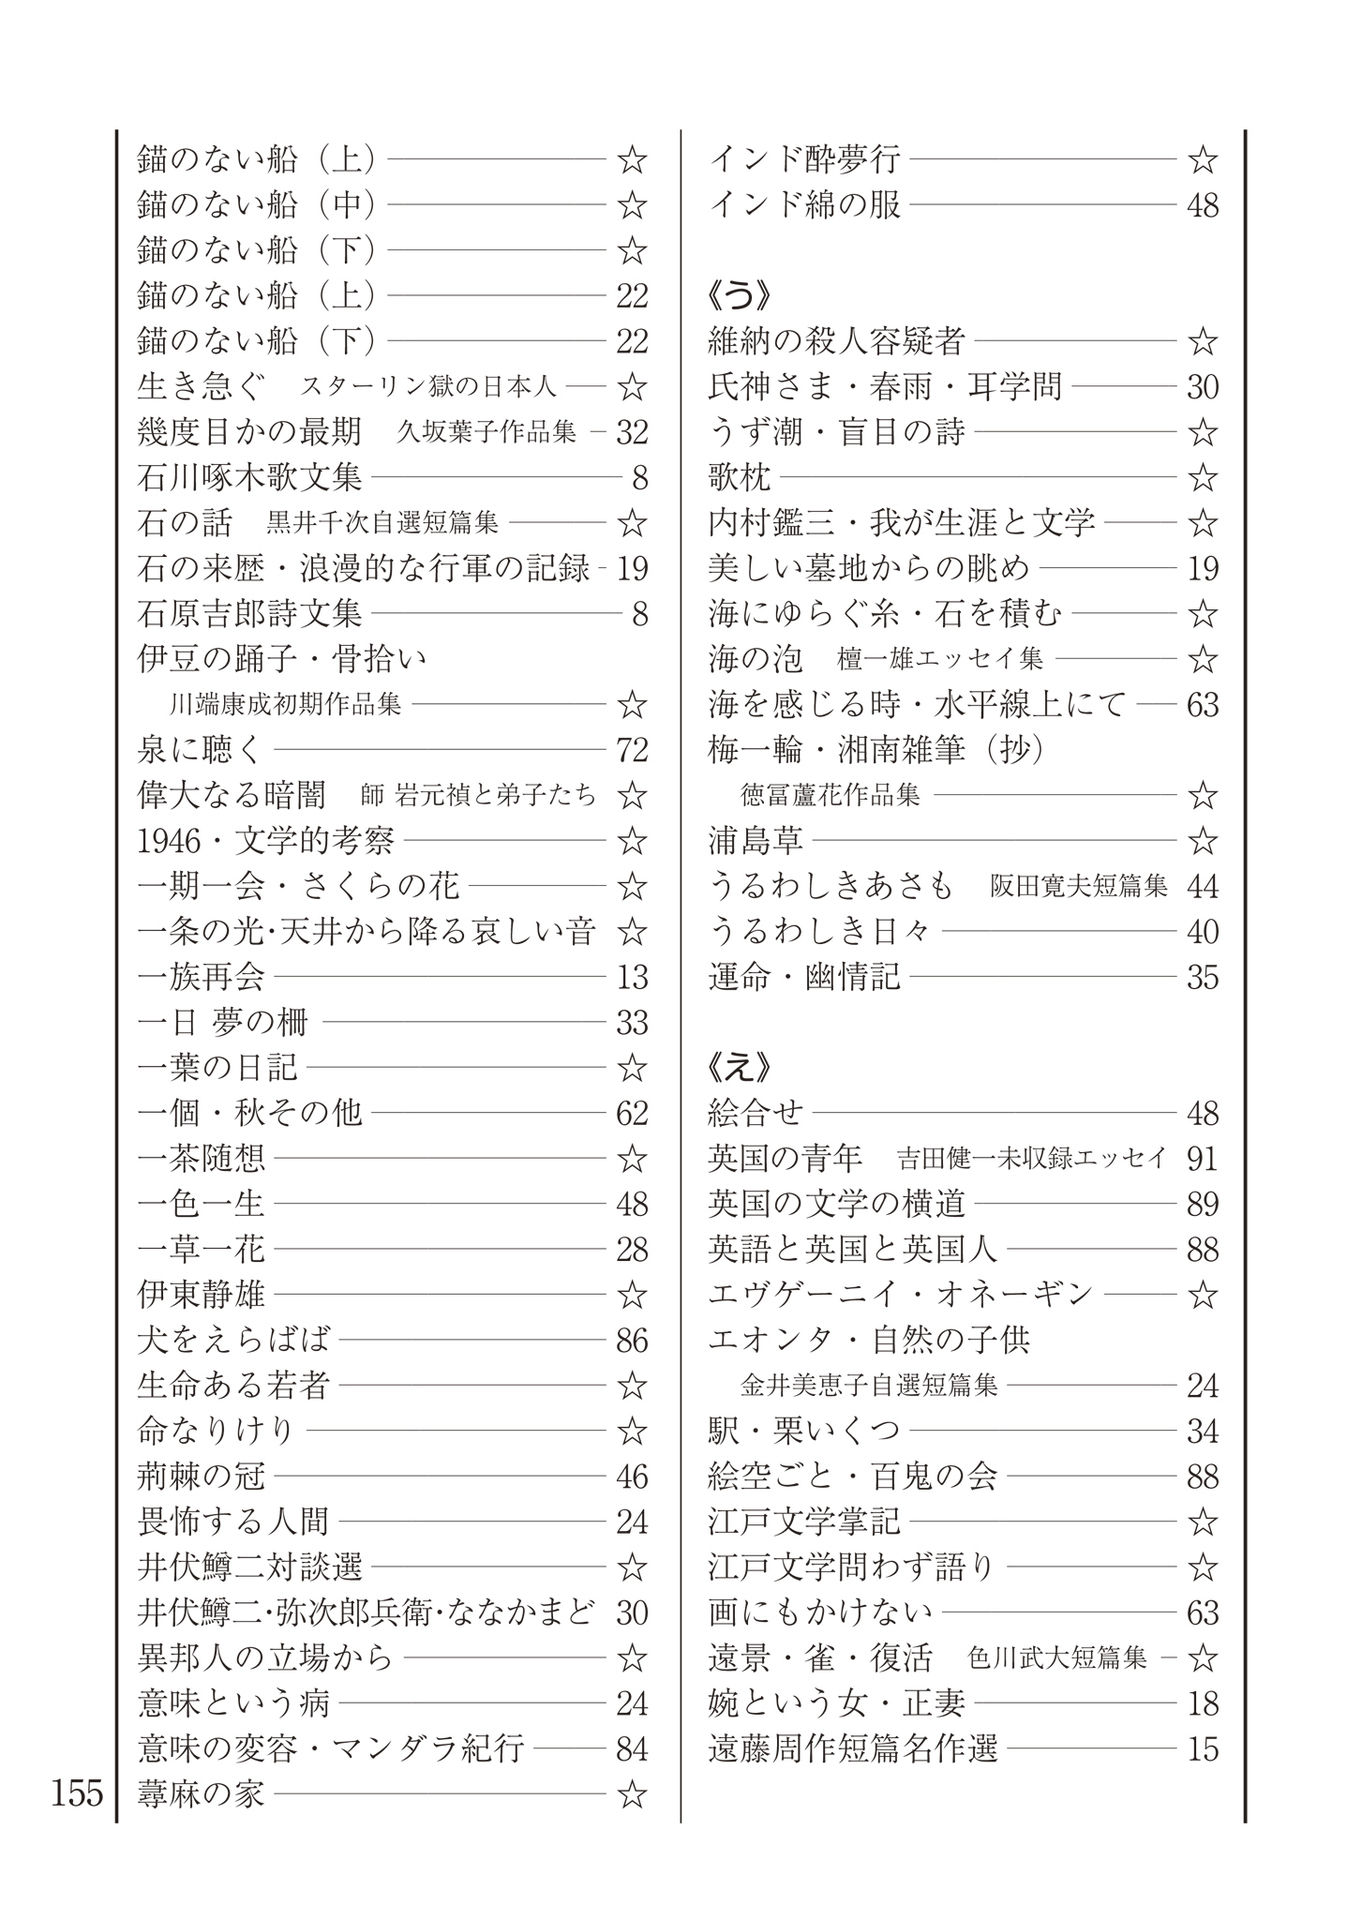 錨のない船（上）――☆
錨のない船（中）――☆
錨のない船（下）――☆
錨のない船（上）――22
錨のない船（下）――22
生き急ぐ　スターリン獄の日本人――☆
幾度目かの最期　久坂葉子作品集――32
石川啄木歌文集――8
石の話　黒井千次自選短篇集――☆
石の来歴・浪漫的な行軍の記録――19
石原吉郎詩文集――8
伊豆の踊子・骨拾い
川端康成初期作品集――☆
泉に聴く――72
偉大なる暗闇　師 岩元禎と弟子たち　☆
1946・文学的考察――☆
一期一会・さくらの花――☆
一条の光・天井から降る哀しい音　☆
一族再会――13
一日 夢の柵――33
一葉の日記――☆
一個・秋その他――62
一茶随想――☆
一色一生――48
一草一花――28
伊東静雄――☆
犬をえらばば――86
生命ある若者――☆
命なりけり――☆
荊棘の冠――46
畏怖する人間――24
井伏鱒二対談選――☆
井伏鱒二・弥次郎兵衛・ななかまど　30
異邦人の立場から――☆
意味という病――24
意味の変容・マンダラ紀行――84
蕁麻の家――☆
インド酔夢行――☆
インド綿の服――48
《う》
維納の殺人容疑者――☆
氏神さま・春雨・耳学問――30
うず潮・盲目の詩――☆
歌枕――☆
内村鑑三・我が生涯と文学――☆
美しい墓地からの眺め――19
海にゆらぐ糸・石を積む――☆
海の泡　檀一雄エッセイ集――☆
海を感じる時・水平線上にて――63
梅一輪・湘南雑筆（抄）
徳冨蘆花作品集――☆
浦島草――☆
うるわしきあさも　阪田寛夫短篇集　44
うるわしき日々――40
運命・幽情記――35
《え》
絵合せ――48
英国の青年　吉田健一未収録エッセイ　91
英国の文学の横道――89
英語と英国と英国人――88
エヴゲーニイ・オネーギン――☆
エオンタ・自然の子供
金井美恵子自選短篇集――24
駅・栗いくつ――34
絵空ごと・百鬼の会――88
江戸文学掌記――☆
江戸文学問わず語り――☆
画にもかけない――63
遠景・雀・復活　色川武大短篇集――☆
婉という女・正妻――18
遠藤周作短篇名作選――15
155